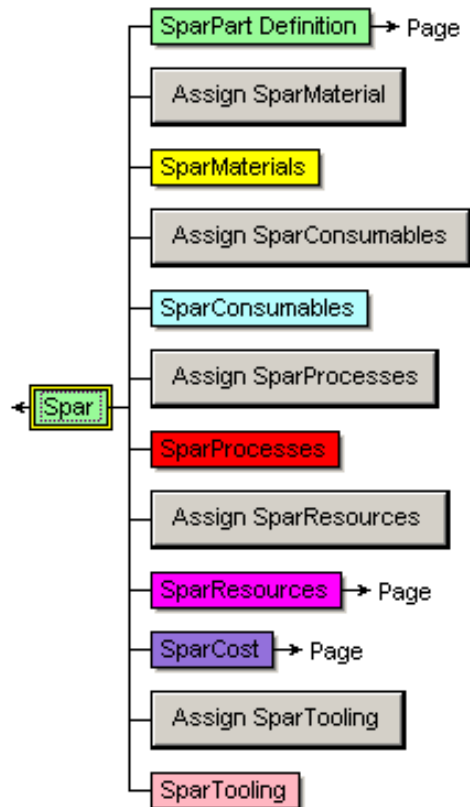 SparPart Definition Page
Assign SparMaterial
SparMaterials
Assign SparConsumables
SparConsumables
Assign SparProcesses
Spar
SparProcesses
Assign SparResources
SparResources Page
SparCost Page
Assign SparTooling
SparTooling